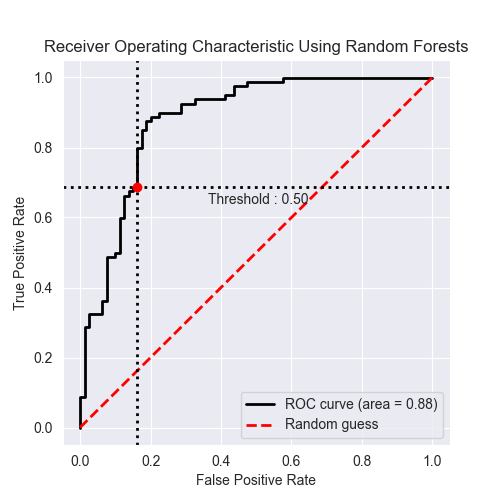 Receiver Operating Characteristic Using Random Forests
1.0
0.8
0.6
0.4
0.2
0.0
True Positive Rate
Threshold : 0.50
ROC curve (area = 0.88)
Random guess
0.0 0.2 0.4 0.6 0.8 1.0
False Positive Rate